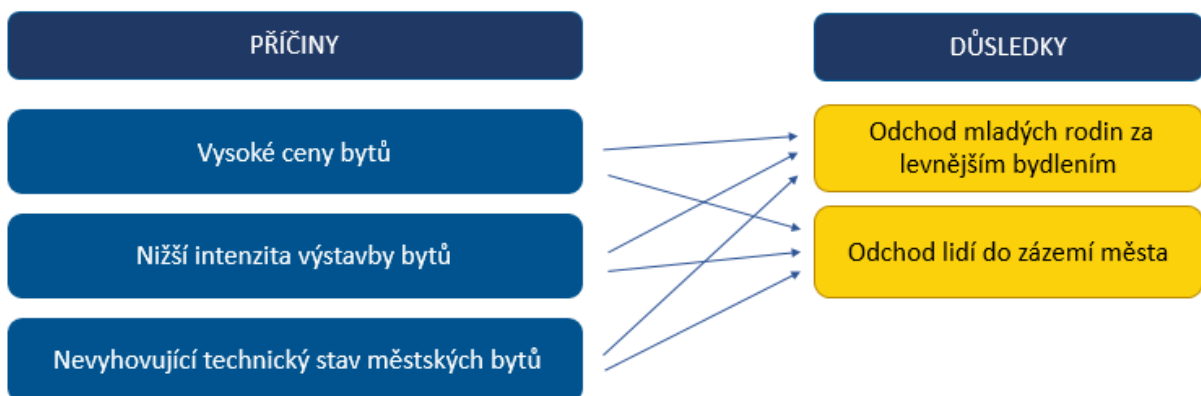 PŘÍČINY
DŮSLEDKY
Vysoké ceny bytů
Odchod mladých rodin za
levnějším bydlením
Nižší intenzita výstavby bytů
Odchod lidí do zázemí města
Nevyhovující technický stav městských bytů